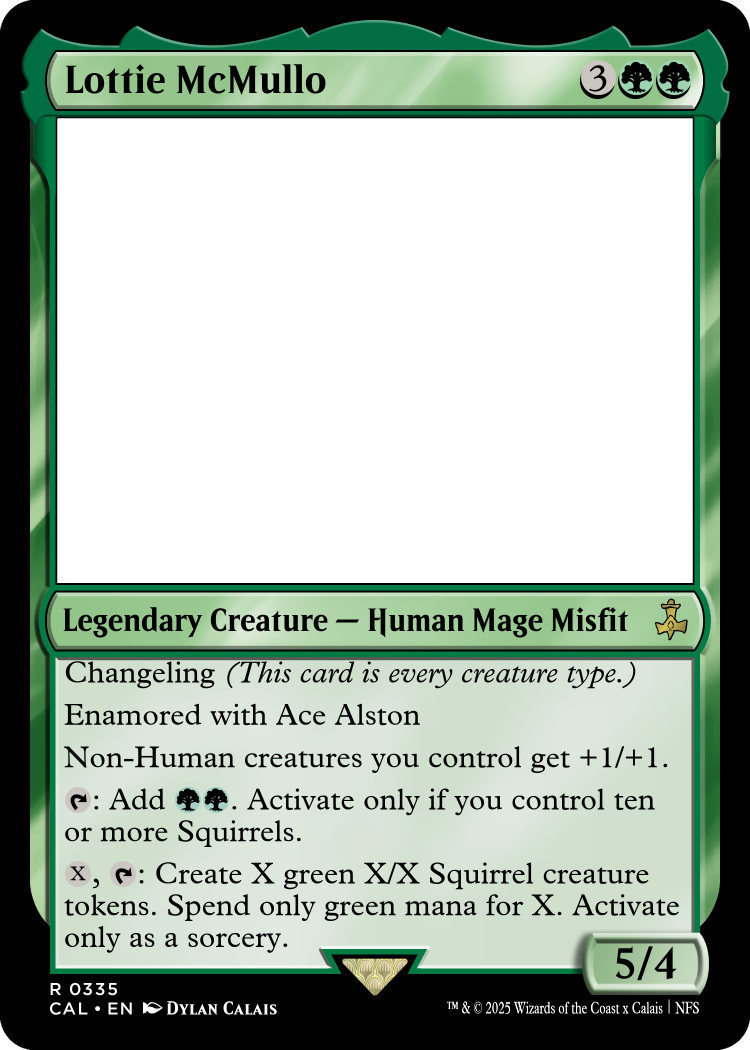 Lottie McMullo
3
Legendary Creature — Human Mage Misfit
Changeling (This card is every creature type.)
Enamored with Ace Alston
Non-Human creatures you control get +1/+1.
: Add . Activate only if you control ten
or more Squirrels.
X, : Create X green X/X Squirrel creature
tokens. Spend only green mana for X. Activate
only as a sorcery.
5/4
R 0335
CAL • EN DYLAN CALAIS
™ & © 2025 Wizards of the Coast x Calais | NFS